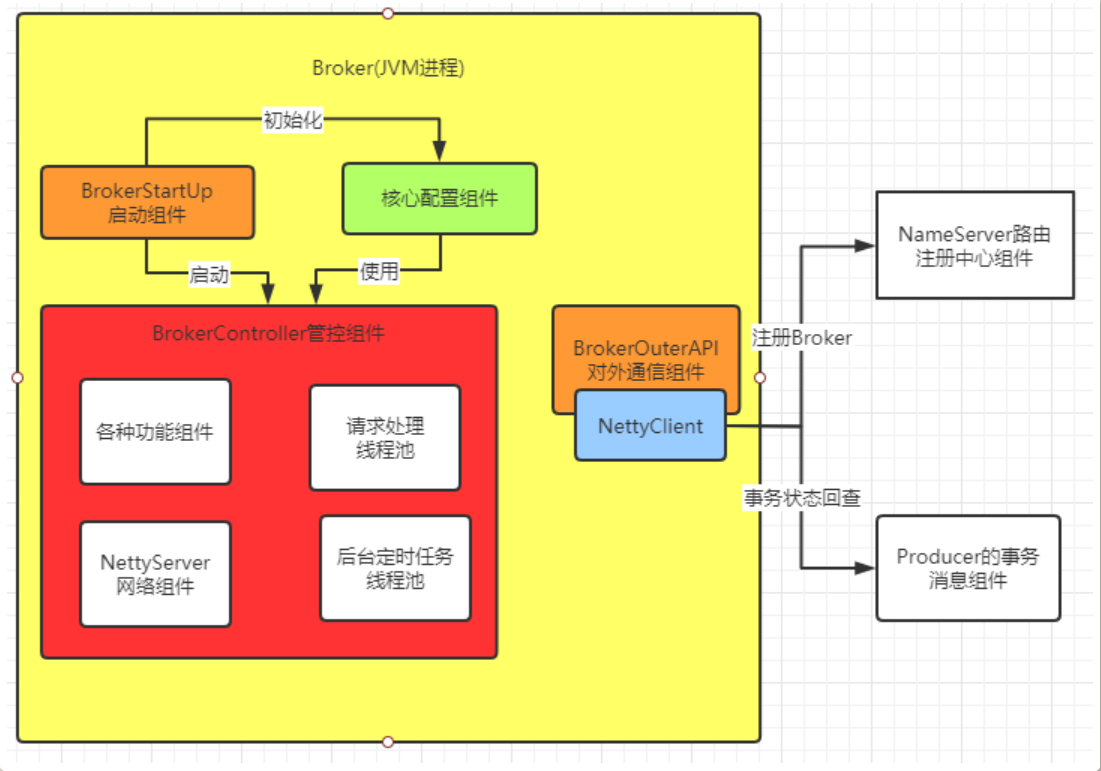 Broker(JVM进程)
初始化
BrokerStartUp
启动组件
核心配置组件
启动
使用
BrokerController管控组件
各种功能组件
请求处理
线程池
NettyServer
网络组件
后台定时任务
线程池
BrokerOuterAPI
对外通信组件
NettyClient
注册Broker
事务状态回查
NameServer路由
注册中心组件
Producer的事务
消息组件